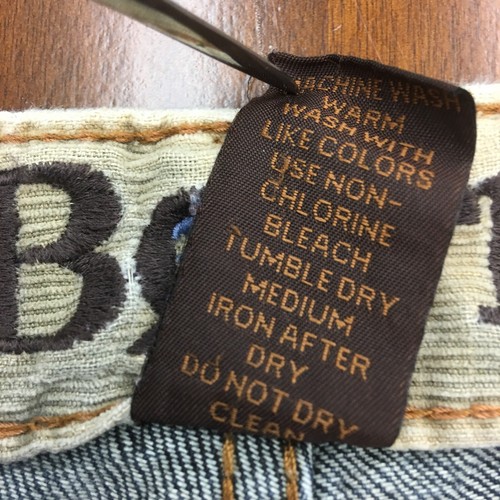 MACHINE WASH
WARM
WASH WITH
LIKE COLORS
USE NON-
CHLORINE
BLEACH
TUMBLE DRY
MEDIUM
IRON AFTER
DRY
DO NOT DRY
CLEAN
B